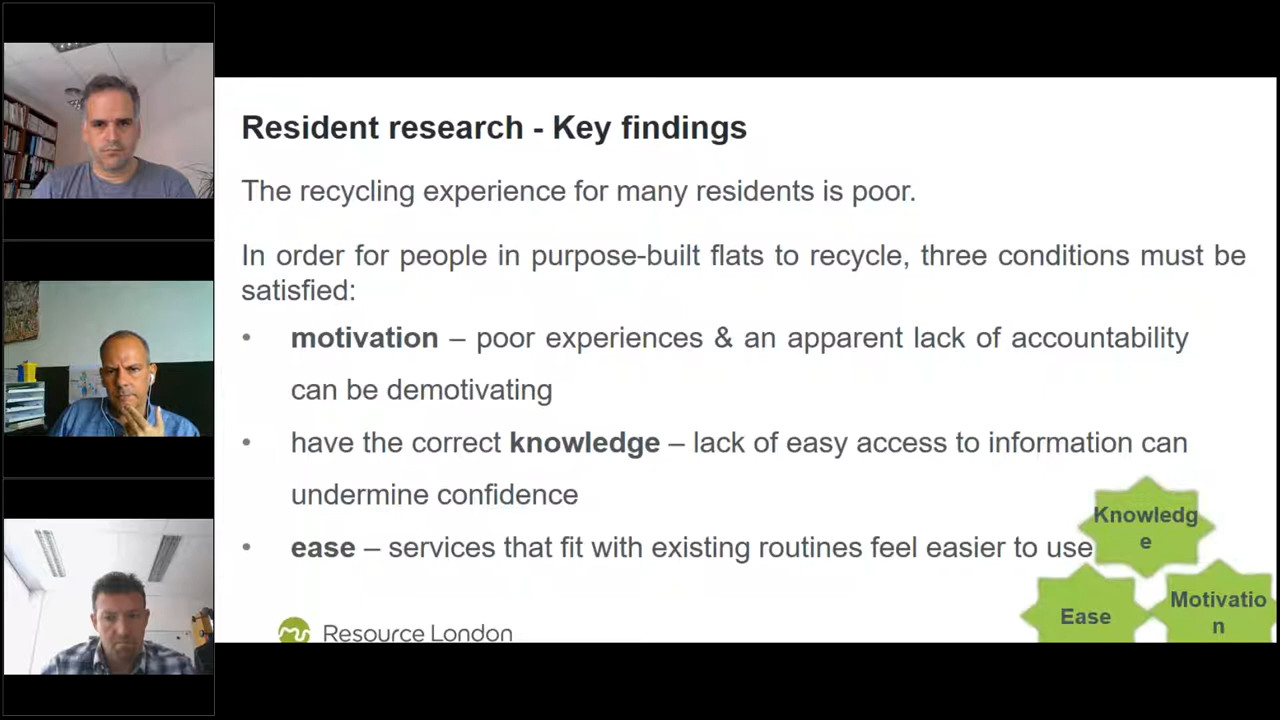 Resident research - Key findings
The recycling experience for many residents is poor.
In order for people in purpose-built flats to recycle, three conditions must be
satisfied:
• motivation – poor experiences & an apparent lack of accountability
can be demotivating
• have the correct knowledge – lack of easy access to information can
undermine confidence
• ease – services that fit with existing routines feel easier to use
Knowledg
e
Ease
Motivatio
n
Resource London